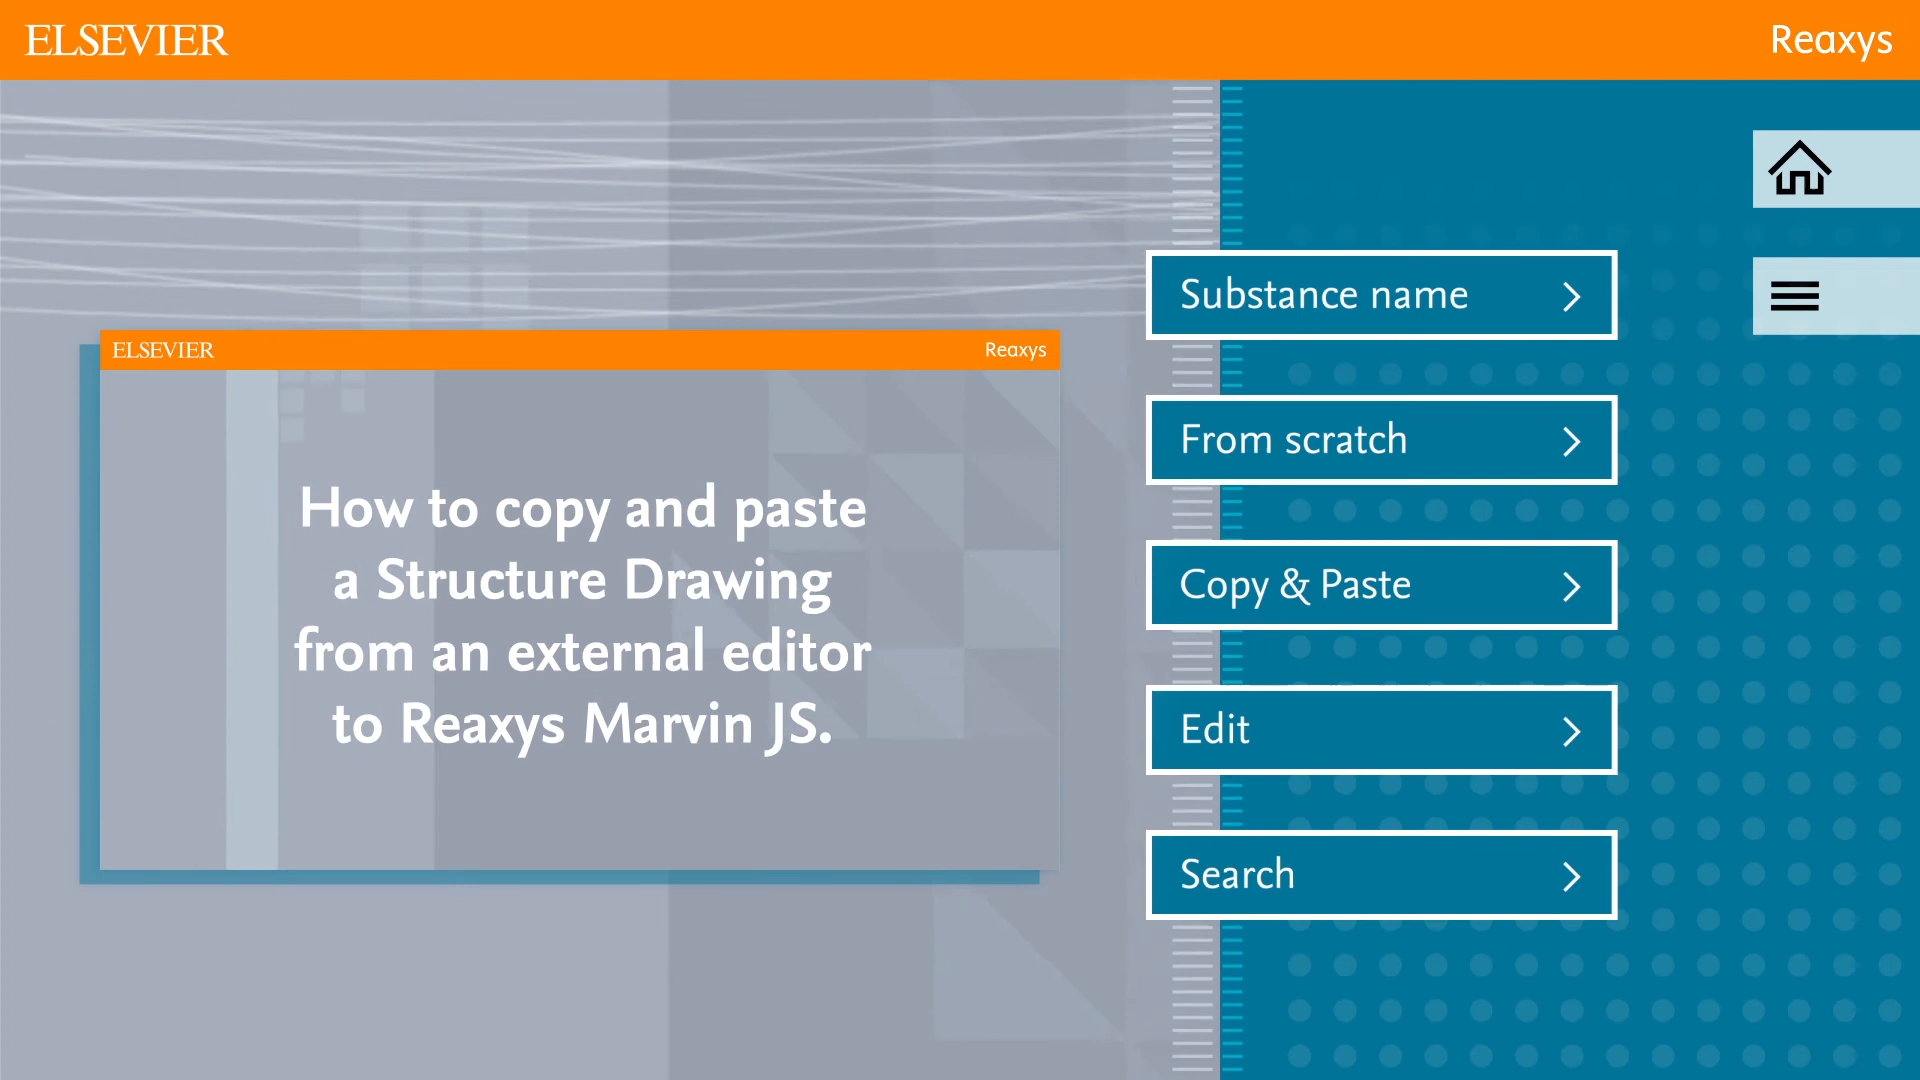 ELSEVIER
Reaxys
ELSEVIER
Reaxys
How to copy and paste
a Structure Drawing
from an external editor
to Reaxys Marvin JS.
Substance name
From scratch
Copy & Paste
Edit
Search